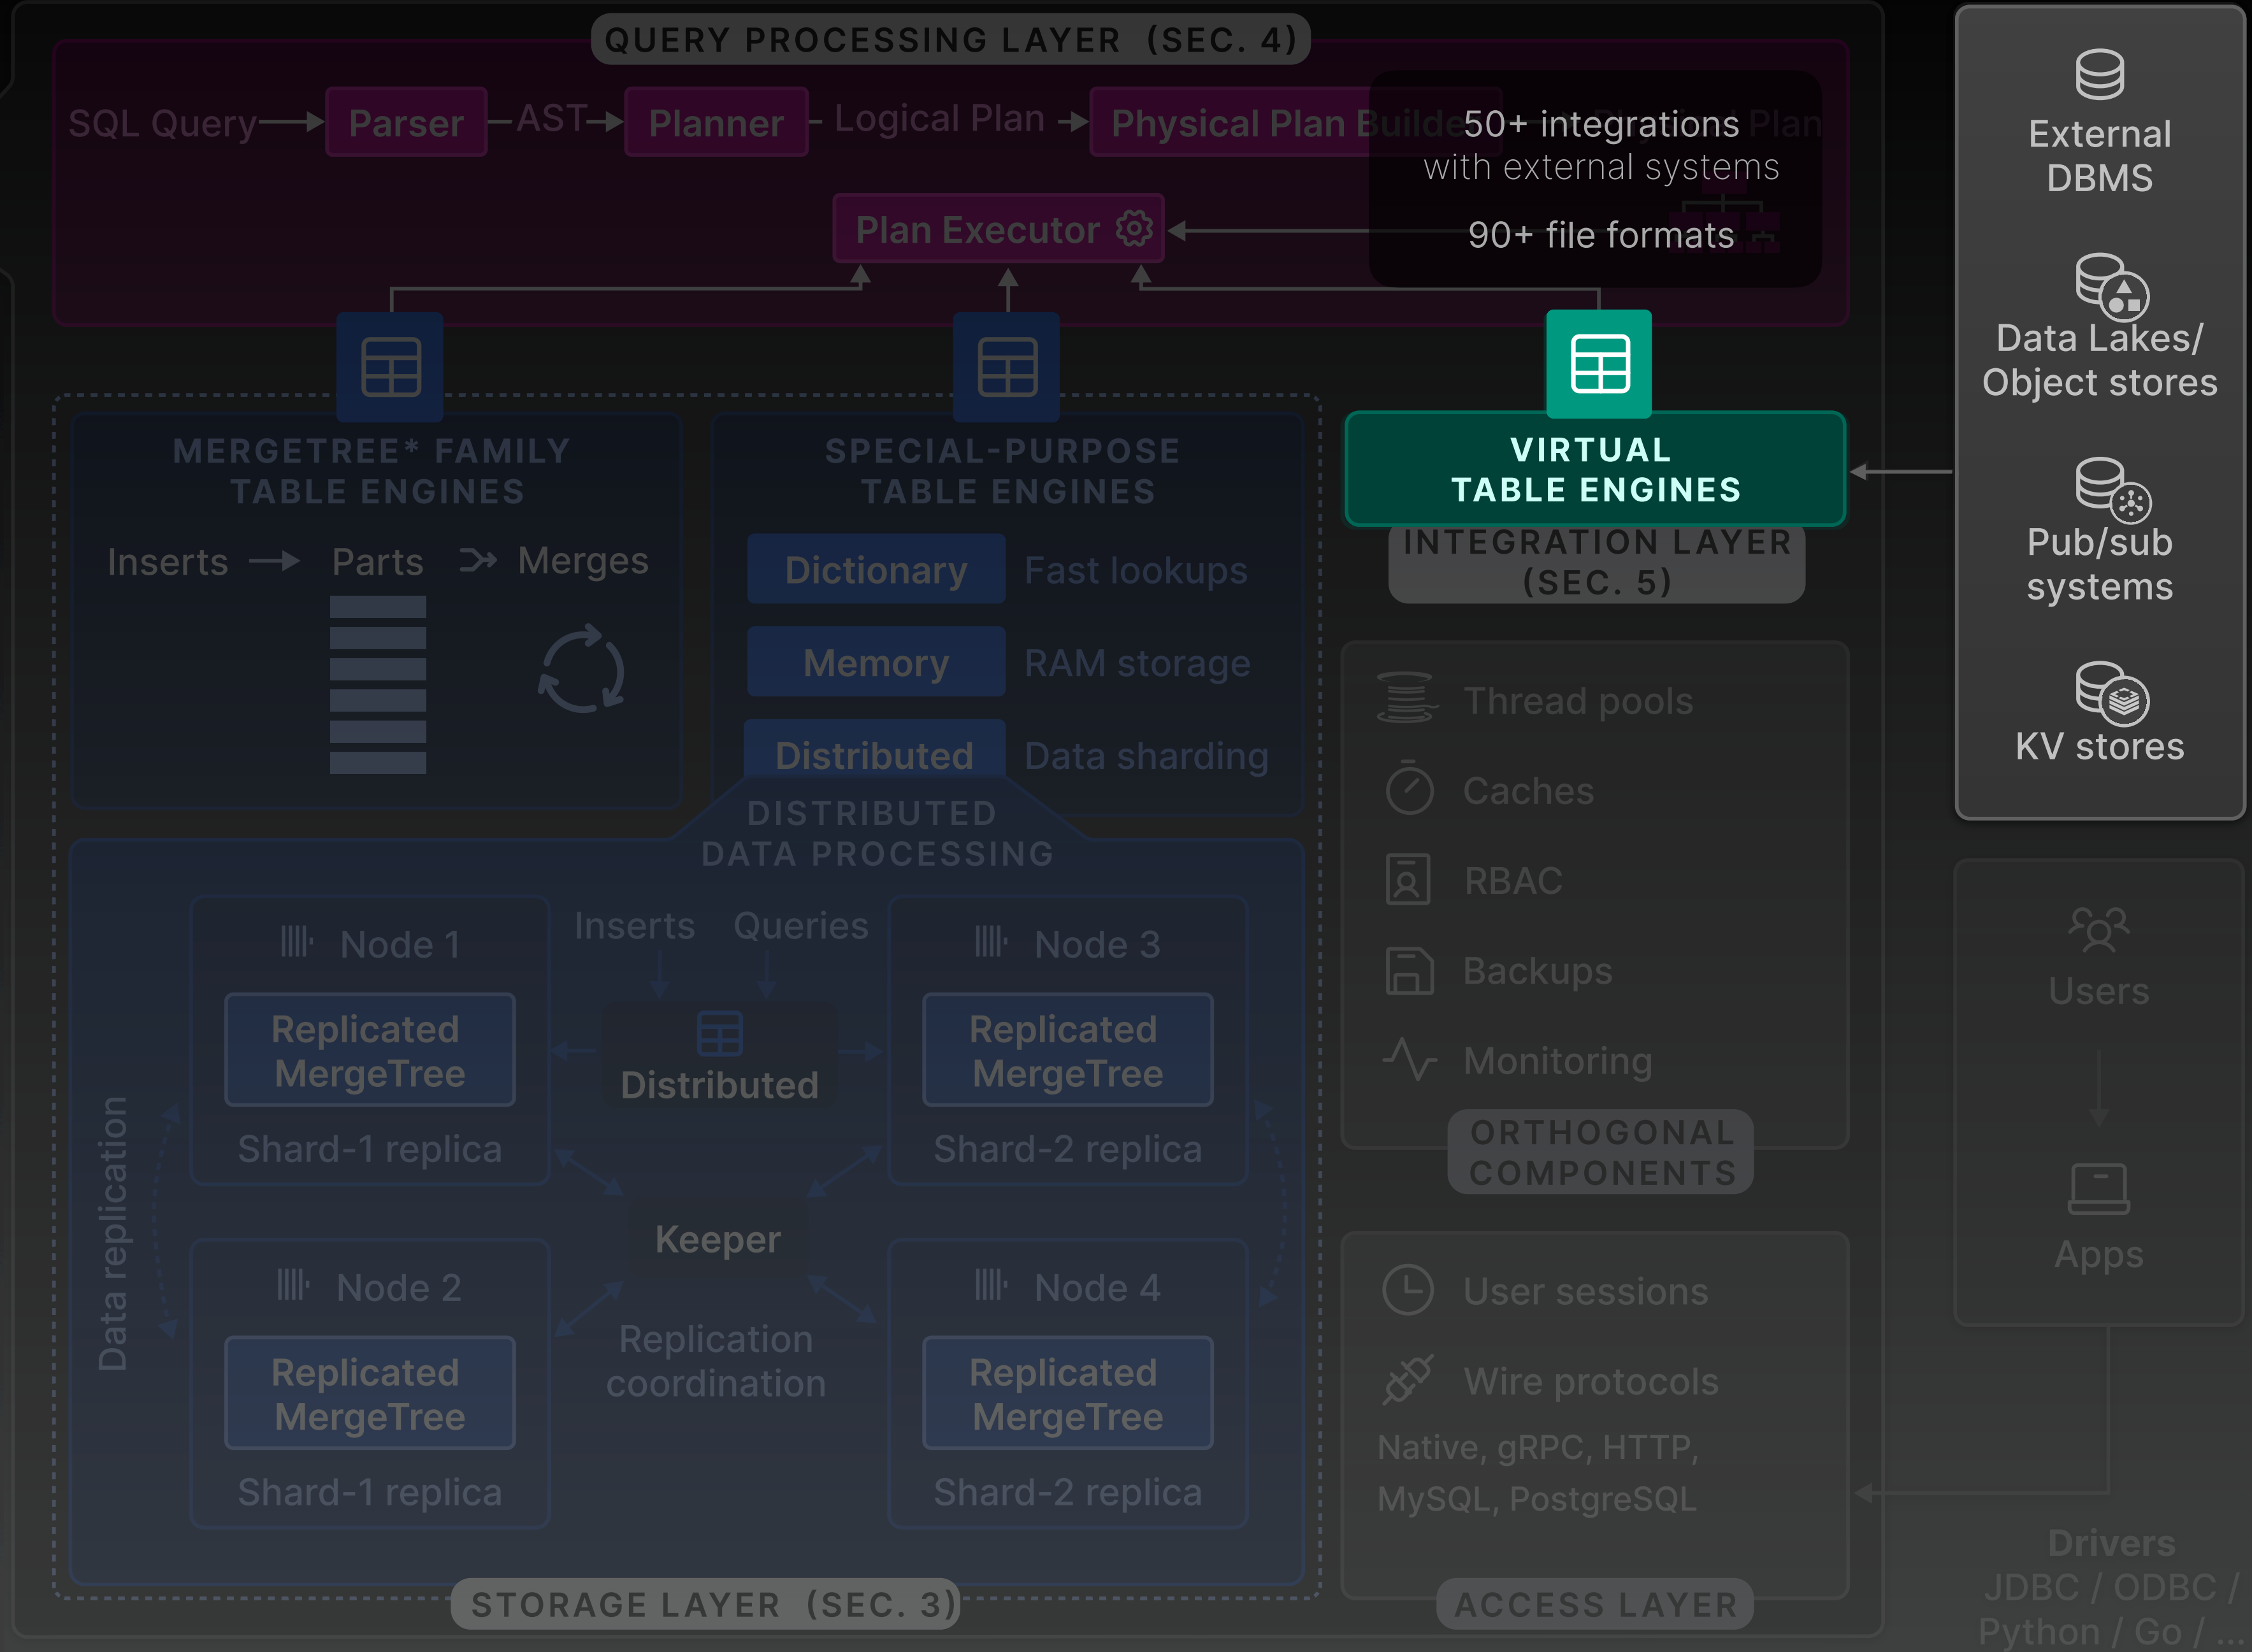 QUERY PROCESSING LAYER (SEC. 4)
SQL Query
Parser
AST
Planner
Logical Plan
Physical Plan Builder
Physical Plan
50+ integrations
with external systems
90+ file formats
Plan Executor
MERGETREE* FAMILY
TABLE ENGINES
Inserts
Parts
Merges
SPECIAL-PURPOSE
TABLE ENGINES
Dictionary
Fast lookups
Memory
RAM storage
Distributed
Data sharding
VIRTUAL
TABLE ENGINES
INTEGRATION LAYER
(SEC. 5)
External
DBMS
Data Lakes/
Object stores
Pub/sub
systems
KV stores
DISTRIBUTED
DATA PROCESSING
Data replication
Node 1
Replicated
MergeTree
Shard-1 replica
Inserts
Queries
Distributed
Node 3
Replicated
MergeTree
Shard-2 replica
Keeper
Replication
coordination
Node 2
Replicated
MergeTree
Shard-1 replica
Node 4
Replicated
MergeTree
Shard-2 replica
STORAGE LAYER (SEC. 3)
Thread pools
Caches
RBAC
Backups
Monitoring
ORTHOGONAL
COMPONENTS
User sessions
Wire protocols
Native, gRPC, HTTP,
MySQL, PostgreSQL
ACCESS LAYER
Users
Apps
Drivers
JDBC / ODBC /
Python / Go / ...